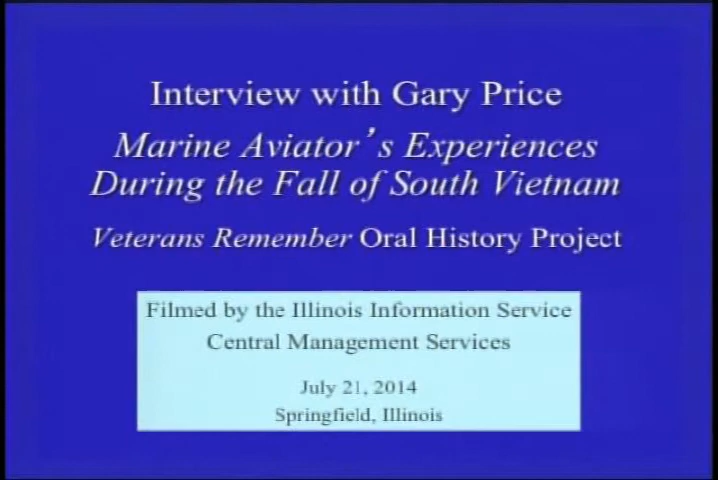 Interview with Gary Price
Marine Aviator's Experiences
During the Fall of South Vietnam
Veterans Remember Oral History Project
Filmed by the Illinois Information Service
Central Management Services
July 21, 2014
Springfield, Illinois